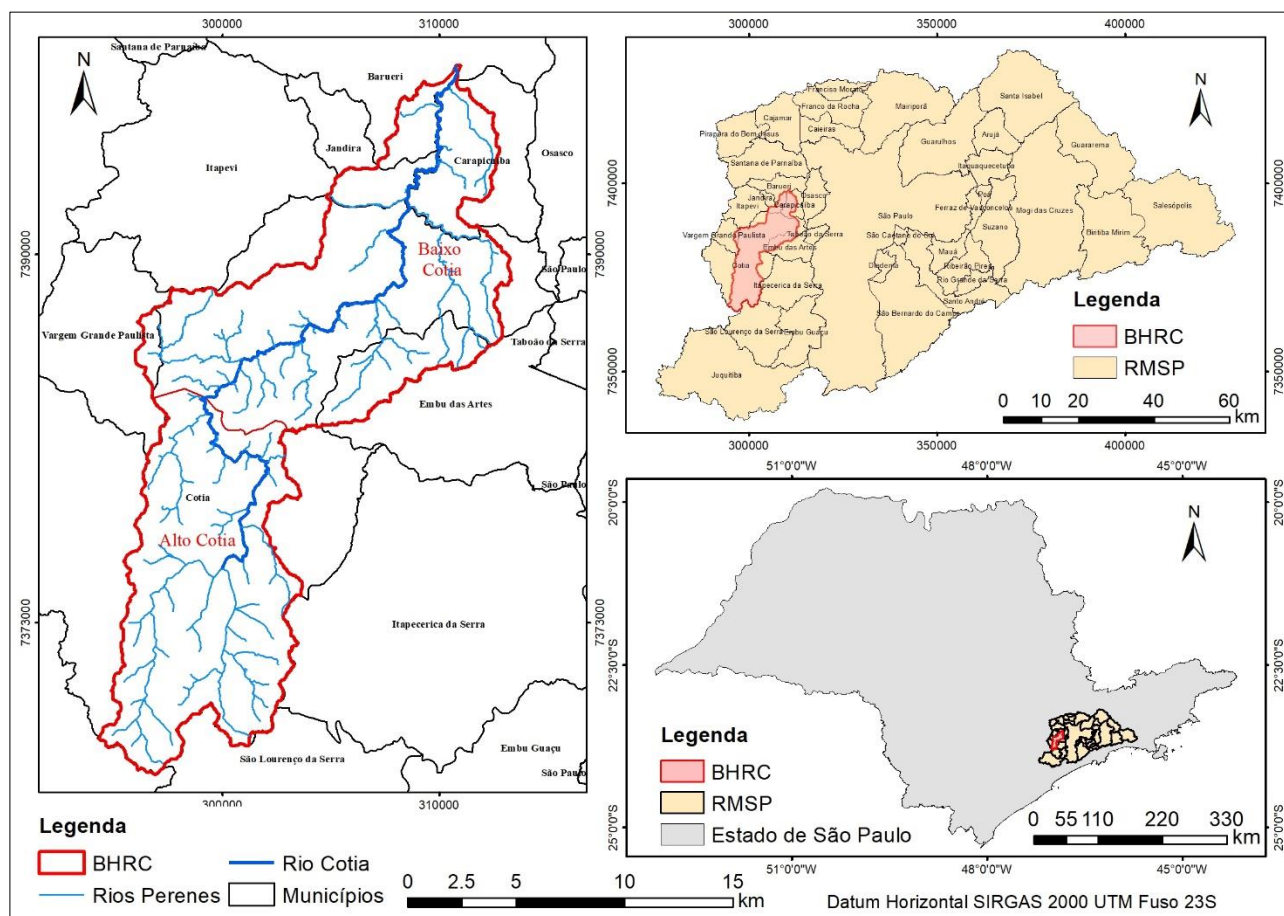 300000
310000
N
Santana de Parnaíba
Barueri
Jandira
Carapicuíba
Osasco
Itapevi
7390000
Baixo
Cotia
São Paulo
Vargem Grande Paulista
Taboão da Serra
Embu das Artes
Cotia
São Paulo
Alto Cotia
7373000
Itapecerica da Serra
Embu Guaçu
São Lourenço da Serra
São Paulo
300000
310000
Legenda
BHRC
Rio Cotia
Rios Perenes
Municípios
0
2.5
5
10
15
km
300000
350000
400000
N
Francisco Morato
Santa Isabel
Franco da Rocha
Mairiporã
Cajamar
Caieiras
Pirapora do Bom Jesus
Guarulhos
Arujá
Guararema
Santana de Parnaíba
Itaquaquecetuba
7400000
7400000
Barueri
Jandira
Osasco
Itapevi
Carapicuíba
Poá
Ferraz de Vasconcelos
Mogi das Cruzes
Salesópolis
São Paulo
Suzano
Biritiba Mirim
Vargem Grande Paulista
Taboão da Serra
São Caetano do Sul
Embu das Artes
Mauá
Cotia
Diadema
Ribeirão Pires
Itapecerica da Serra
Rio Grande da Serra
Santo André
São Bernardo do Campo
São Lourenço da Serra
Embu Guaçu
Juquitiba
7350000
7350000
Legenda
BHRC
RMSP
0
10
20
40
60
km
300000
350000
400000
51°0'0"W
48°0'0"W
45°0'0"W
20°0'0"S
20°0'0"S
N
22°30'0"S
22°30'0"S
25°0'0"S
25°0'0"S
Legenda
BHRC
RMSP
Estado de São Paulo
0
55
110
220
330
km
51°0'0"W
48°0'0"W
45°0'0"W
Datum Horizontal SIRGAS 2000 UTM Fuso 23S